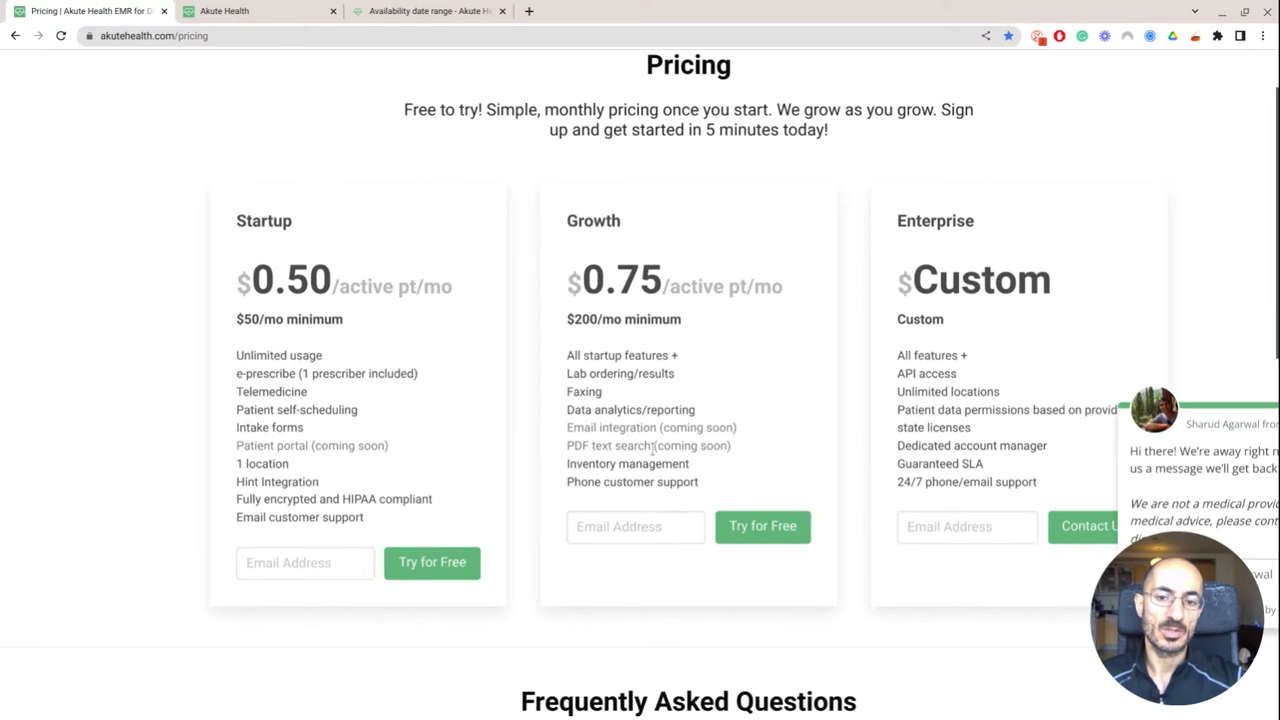 Pricing | Akute Health EMR for D
Akute Health
Availability date range - Akute He
akutehealth.com/pricing
Pricing
Free to try! Simple, monthly pricing once you start. We grow as you grow. Sign
up and get started in 5 minutes today!
Startup
$0.50/active pt/mo
$50/mo minimum
Unlimited usage
e-prescribe (1 prescriber included)
Telemedicine
Patient self-scheduling
Intake forms
Patient portal (coming soon)
1 location
Hint Integration
Fully encrypted and HIPAA compliant
Email customer support
Email Address
Try for Free
Growth
$0.75/active pt/mo
$200/mo minimum
All startup features +
Lab ordering/results
Faxing
Data analytics/reporting
Email integration (coming soon)
PDF text search (coming soon)
Inventory management
Phone customer support
Email Address
Try for Free
Enterprise
$Custom
Custom
All features +
API access
Unlimited locations
Patient data permissions based on provid
state licenses
Dedicated account manager
Guaranteed SLA
24/7 phone/email support
Email Address
Contact U
Sharud Agarwal fro
Hi there! We're away right n
us a message we'll get back
We are not a medical provi
medical advice, please cont
di
rwal
by
Frequently Asked Questions